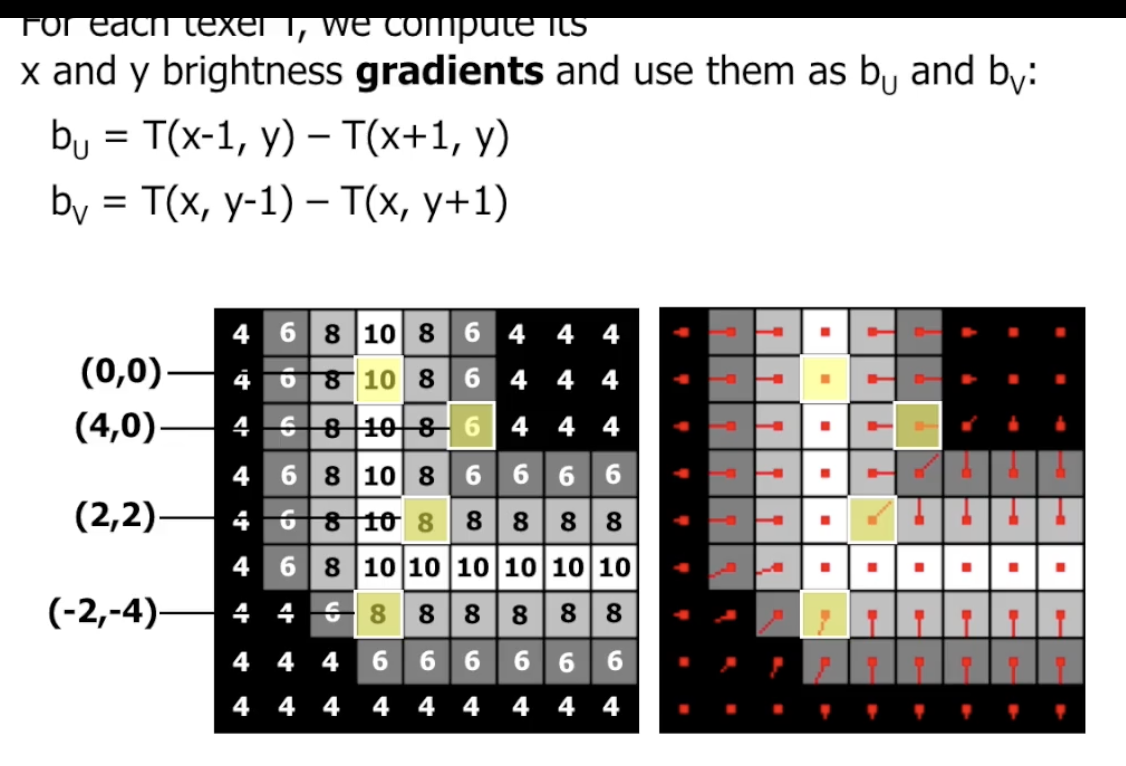 For each texel T, we compute its
x and y brightness gradients and use them as bU and bV:
bU = T(x-1, y) – T(x+1, y)
bV = T(x, y-1) – T(x, y+1)
4 6 8 10 8 6 4 4 4
(0,0) 4 6 8 10 8 6 4 4 4
(4,0) 4 6 8 10 8 6 4 4 4
4 6 8 10 8 6 6 6 6
(2,2) 4 6 8 10 8 8 8 8 8
4 6 8 10 10 10 10 10 10
(-2,-4) 4 4 6 8 8 8 8 8 8
4 4 4 6 6 6 6 6 6
4 4 4 4 4 4 4 4 4